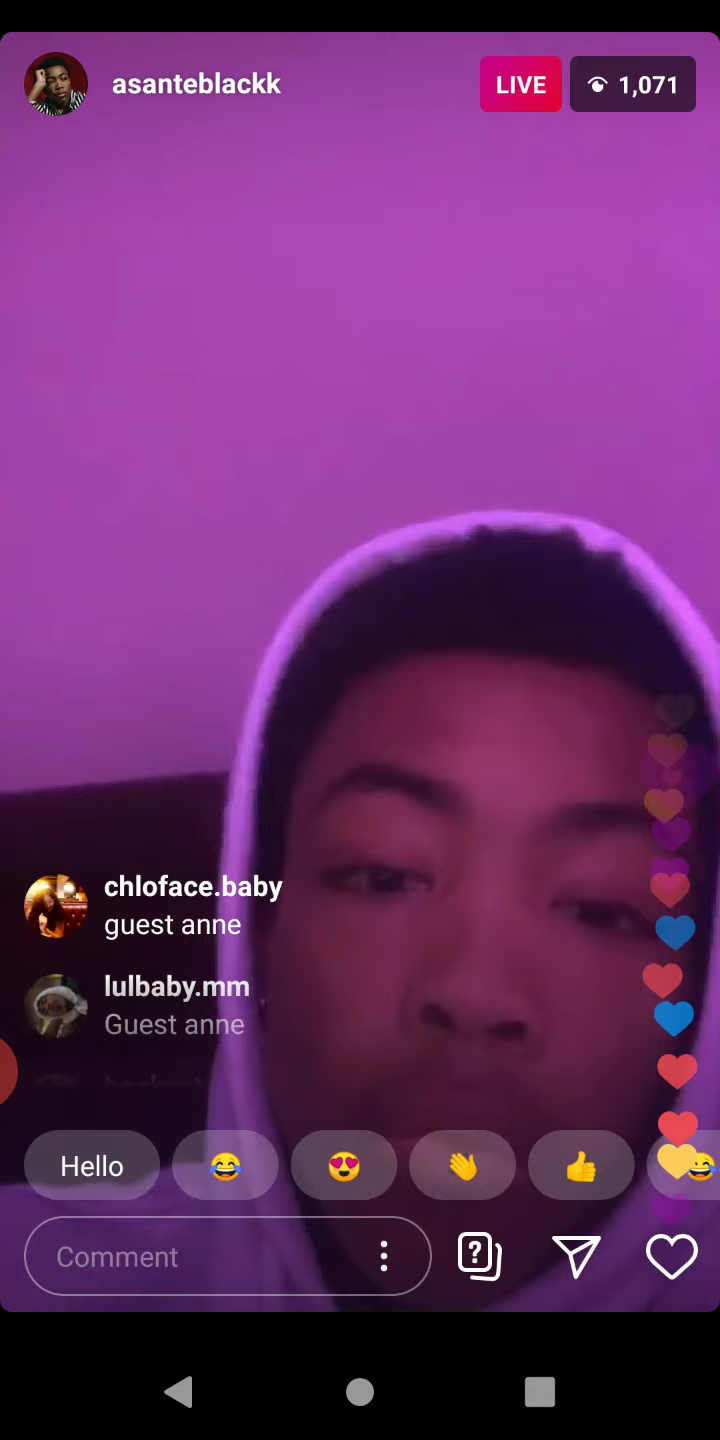 asanteblackk
LIVE
1,071
chloface.baby
guest anne
lulbaby.mm
Guest anne
Hello
Comment